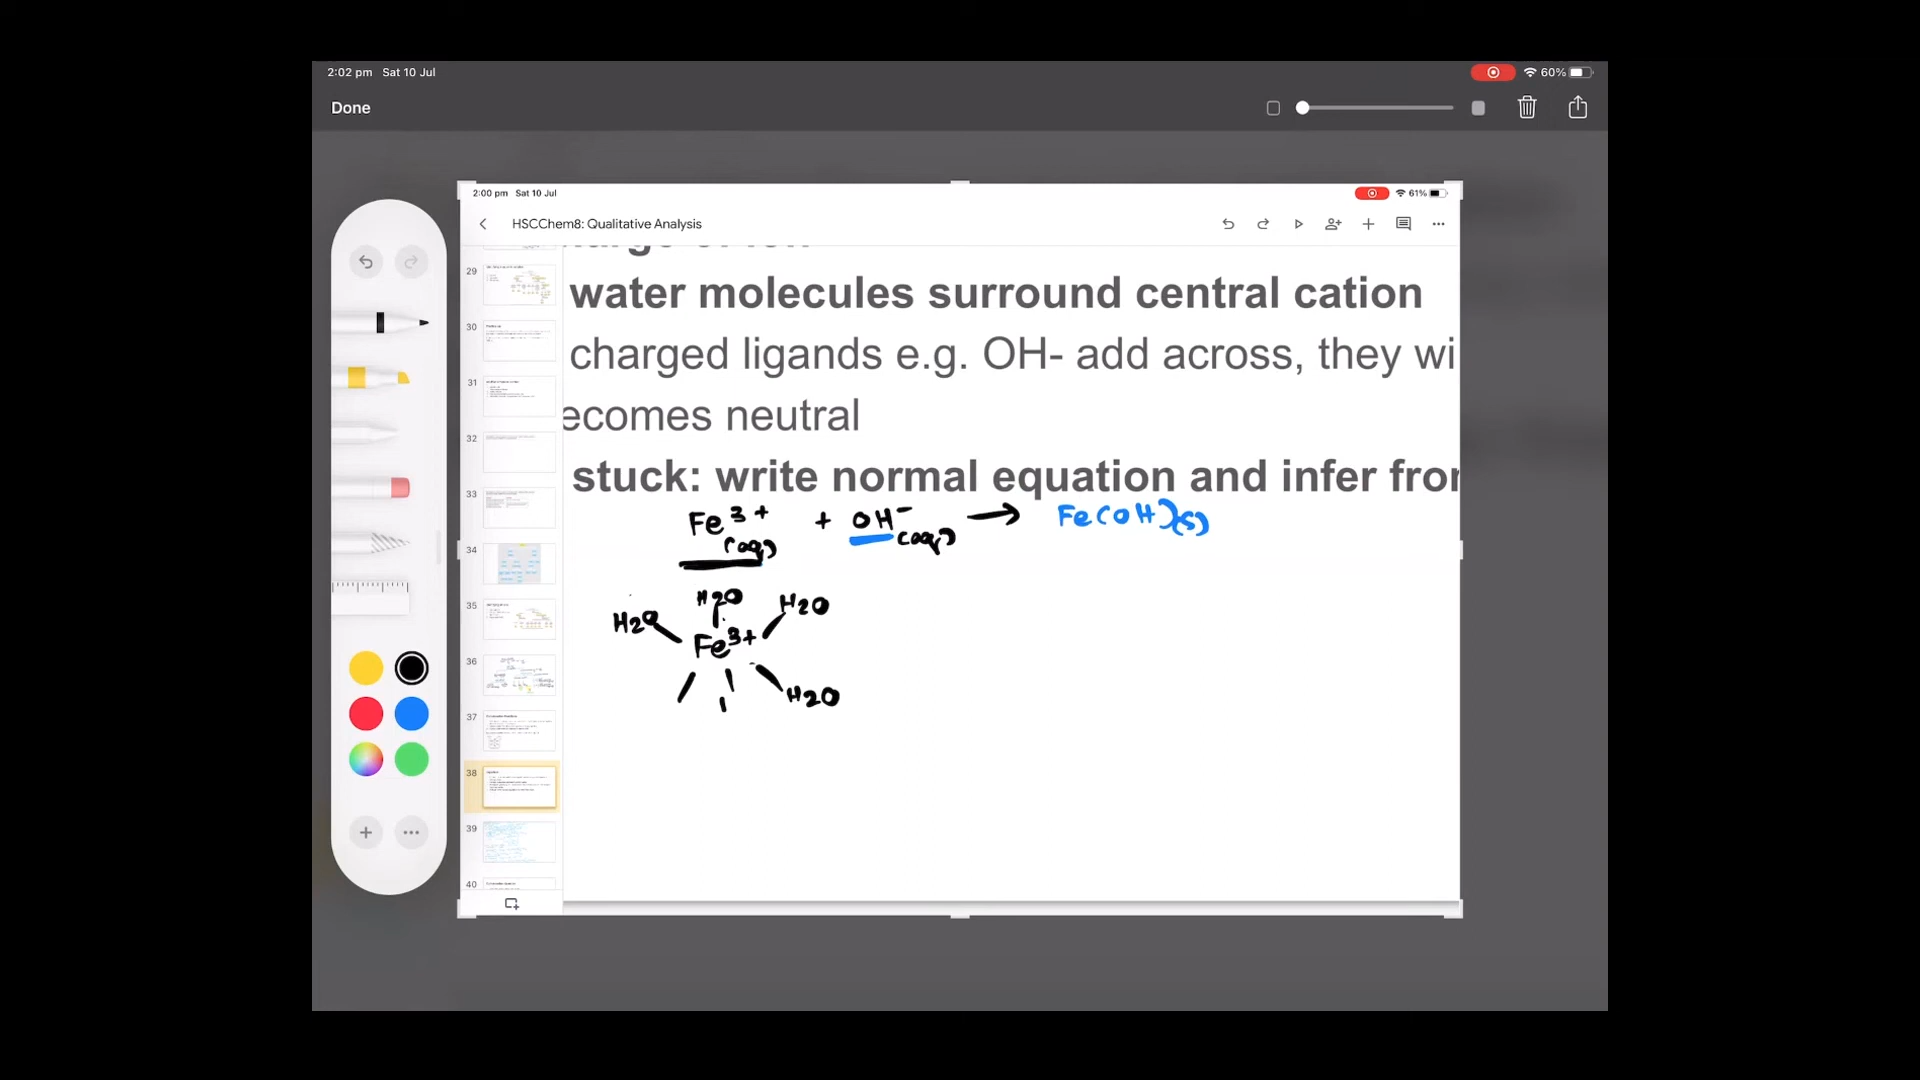 2:02 pm Sat 10 Jul
60%
Done
2:00 pm Sat 10 Jul
61%
HSCChem8: Qualitative Analysis
29
water molecules surround central cation
30
charged ligands e.g. OH- add across, they wi
31
ecomes neutral
32
stuck: write normal equation and infer fror
33
Fe3+(aq) + OH-(aq) → Fe(OH)(s)
34
35
H2O H2O H2O
Fe3+
36
H2O
37
38
39
40